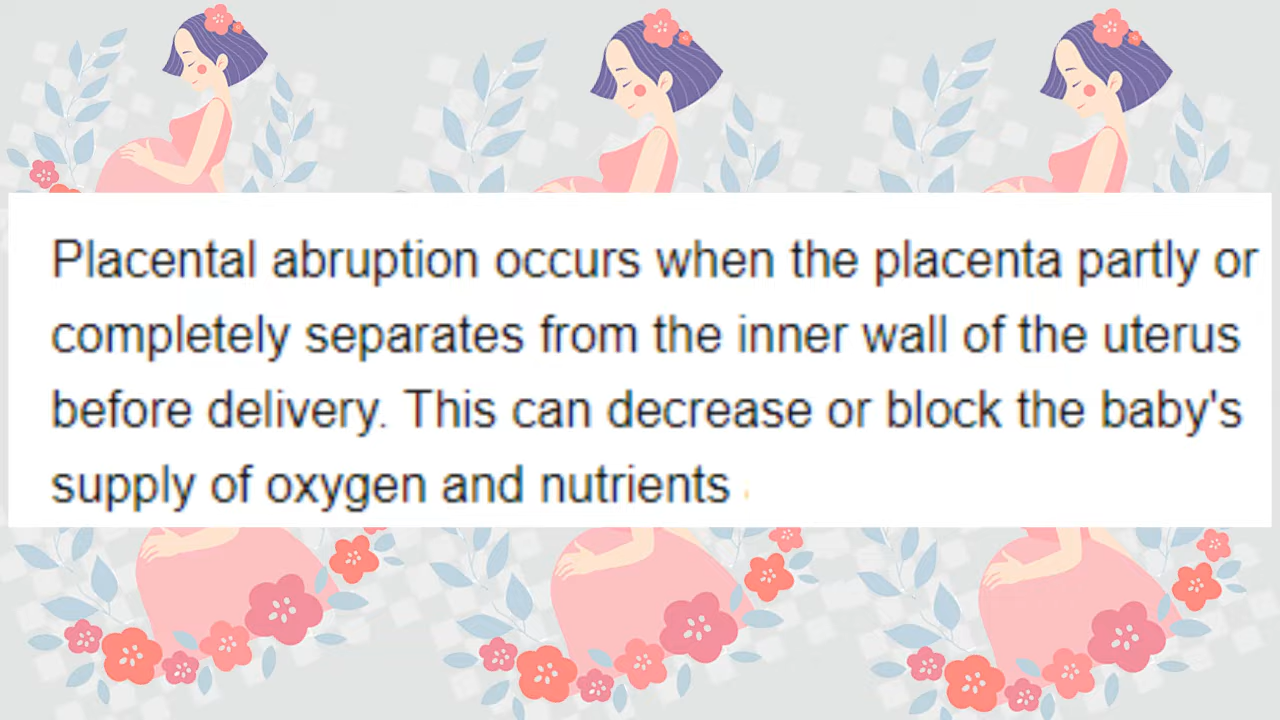 Placental abruption occurs when the placenta partly or
completely separates from the inner wall of the uterus
before delivery. This can decrease or block the baby's
supply of oxygen and nutrients